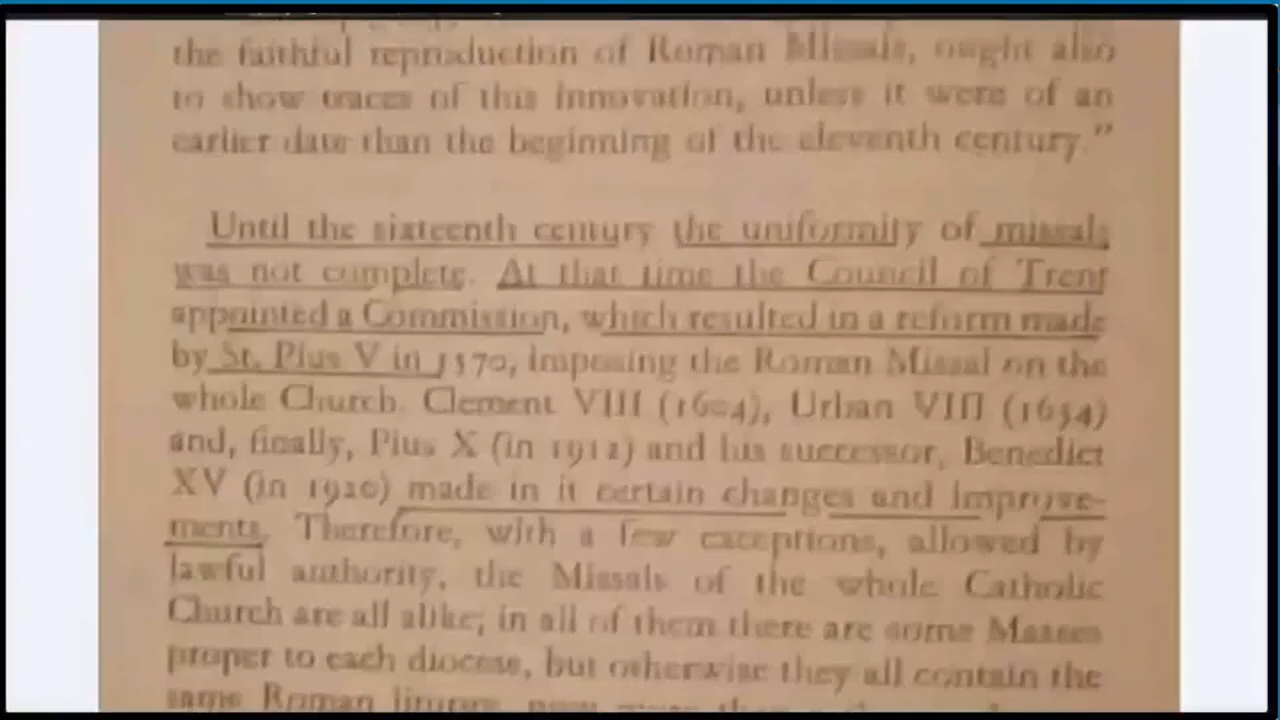 the faithful reproduction of Roman Missals, ought also
to show traces of this innovation, unless it were of an
earlier date than the beginning of the eleventh century."
Until the sixteenth century the uniformity of missals
was not complete. At that time the Council of Trent
appointed a Commission, which resulted in a reform made
by St. Pius V in 1570, imposing the Roman Missal on the
whole Church. Clement VIII (1604), Urban VIII (1634)
and, finally, Pius X (in 1912) and his successor, Benedict
XV (in 1920) made in it certain changes and improve-
ments. Therefore, with a few exceptions, allowed by
lawful authority, the Missals of the whole Catholic
Church are all alike; in all of them there are some Masses
proper to each diocese, but otherwise they all contain the
same Roman liturgy